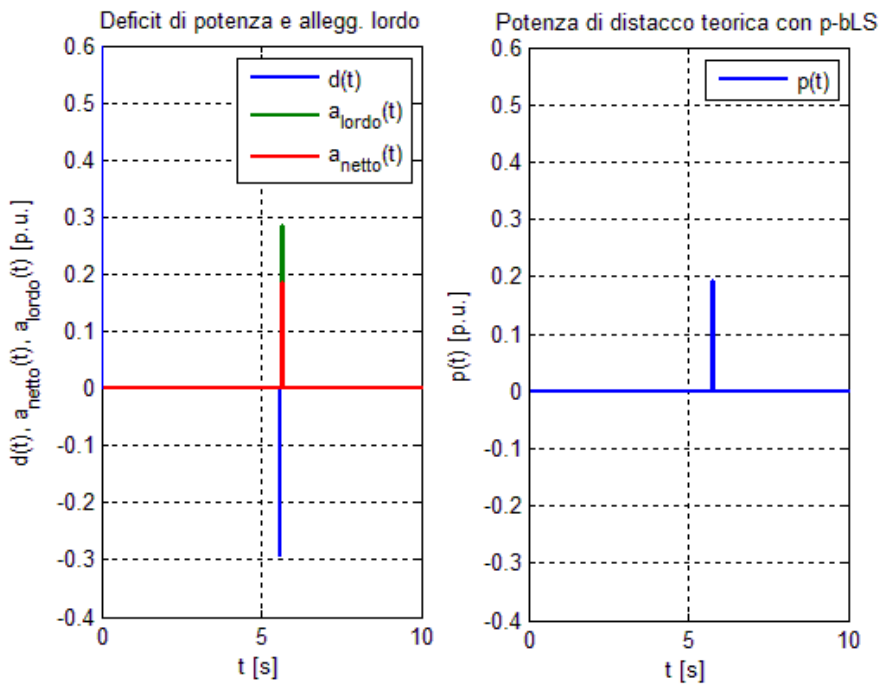 Deficit di potenza e allegg. lordo
d(t), a_netto(t), a_lordo(t) [p.u.]
0.6
0.5
0.4
0.3
0.2
0.1
0
-0.1
-0.2
-0.3
-0.4
d(t)
a_lordo(t)
a_netto(t)
0 5 10
t [s]
Potenza di distacco teorica con p-bLS
p(t) [p.u.]
0.6
0.5
0.4
0.3
0.2
0.1
0
-0.1
-0.2
-0.3
-0.4
p(t)
0 5 10
t [s]